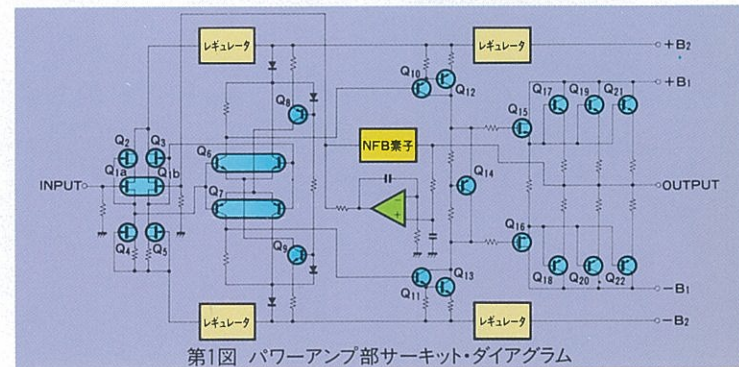 レギュレータ
レギュレータ
+B₂
+B₁
Q₁₀
Q₁₂
Q₁₇
Q₁₉
Q₂₁
Q₈
Q₁₅
Q₂
Q₃
NFB素子
Q₁a
Q₁b
Q₆
Q₁₄
INPUT
OUTPUT
Q₇
Q₄
Q₅
Q₉
Q₁₆
Q₁₈
Q₂₀
Q₂₂
Q₁₁
Q₁₃
−B₁
−B₂
レギュレータ
レギュレータ
第1図 パワーアンプ部サーキット・ダイアグラム